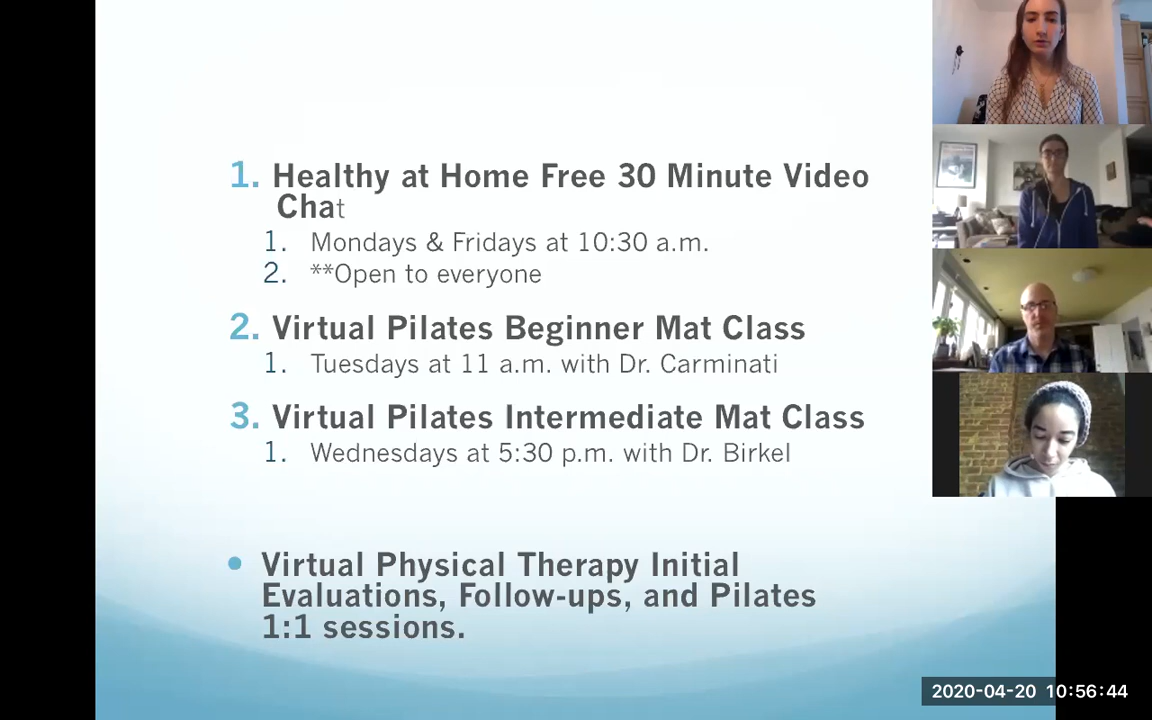 1. Healthy at Home Free 30 Minute Video
Chat
1. Mondays & Fridays at 10:30 a.m.
2. **Open to everyone
2. Virtual Pilates Beginner Mat Class
1. Tuesdays at 11 a.m. with Dr. Carminati
3. Virtual Pilates Intermediate Mat Class
1. Wednesdays at 5:30 p.m. with Dr. Birkel
• Virtual Physical Therapy Initial
Evaluations, Follow-ups, and Pilates
1:1 sessions.
2020-04-20 10:56:44